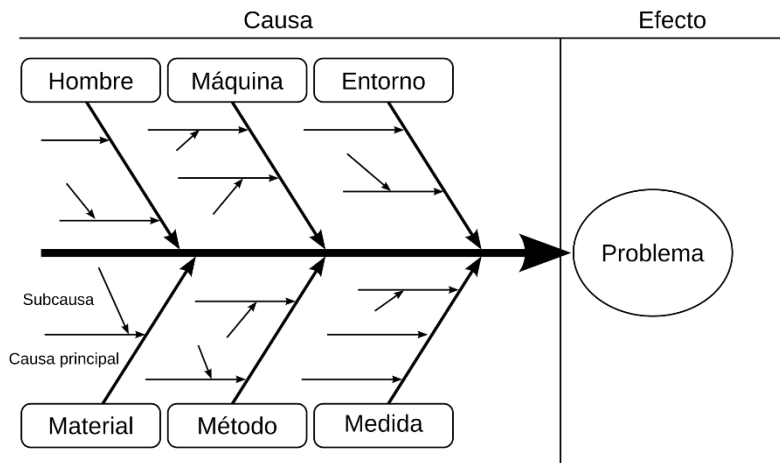 Causa
Efecto
Hombre
Máquina
Entorno
Problema
Subcausa
Causa principal
Material
Método
Medida